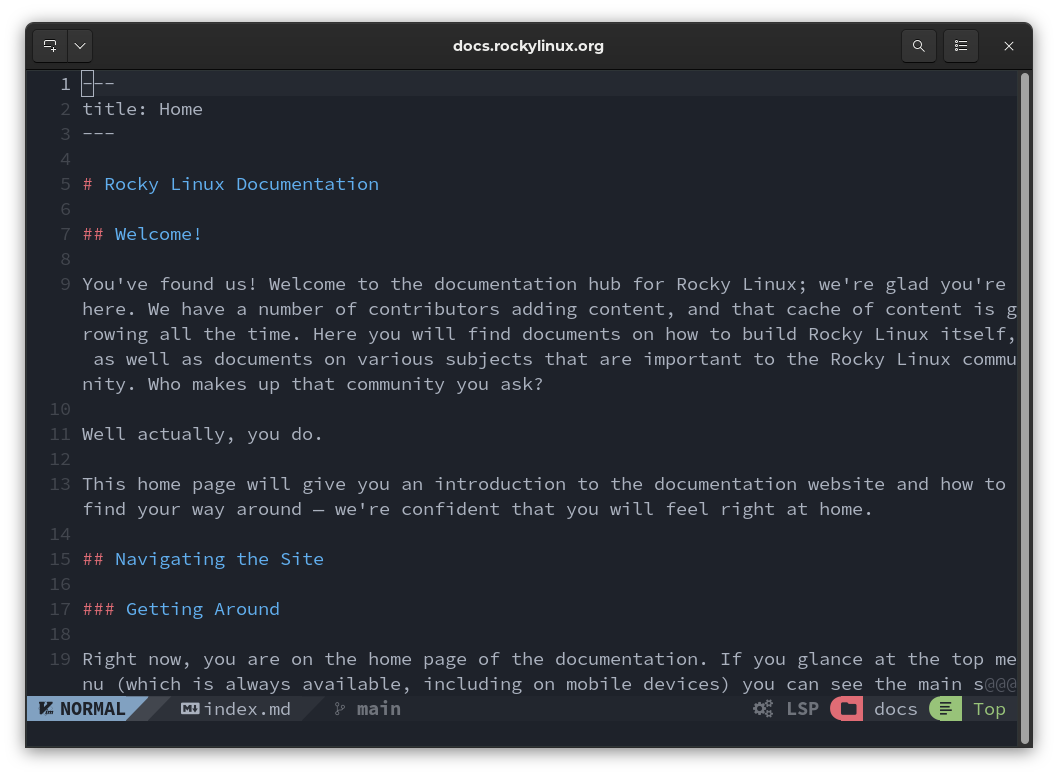 docs.rockylinux.org
1 ---
2 title: Home
3 ---
4
5 # Rocky Linux Documentation
6
7 ## Welcome!
8
9 You've found us! Welcome to the documentation hub for Rocky Linux; we're glad you're
here. We have a number of contributors adding content, and that cache of content is g
rowing all the time. Here you will find documents on how to build Rocky Linux itself,
as well as documents on various subjects that are important to the Rocky Linux commu
nity. Who makes up that community you ask?
10
11 Well actually, you do.
12
13 This home page will give you an introduction to the documentation website and how to
find your way around — we're confident that you will feel right at home.
14
15 ## Navigating the Site
16
17 ### Getting Around
18
19 Right now, you are on the home page of the documentation. If you glance at the top me
nu (which is always available, including on mobile devices) you can see the main s@@@
NORMAL index.md main LSP docs Top